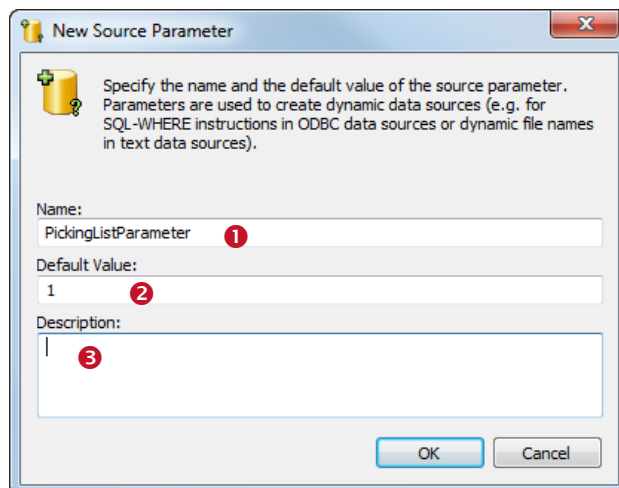 New Source Parameter
Specify the name and the default value of the source parameter.
Parameters are used to create dynamic data sources (e.g. for
SQL-WHERE instructions in ODBC data sources or dynamic file names
in text data sources).
Name:
PickingListParameter 1
Default Value:
1 2
Description:
3
OK Cancel